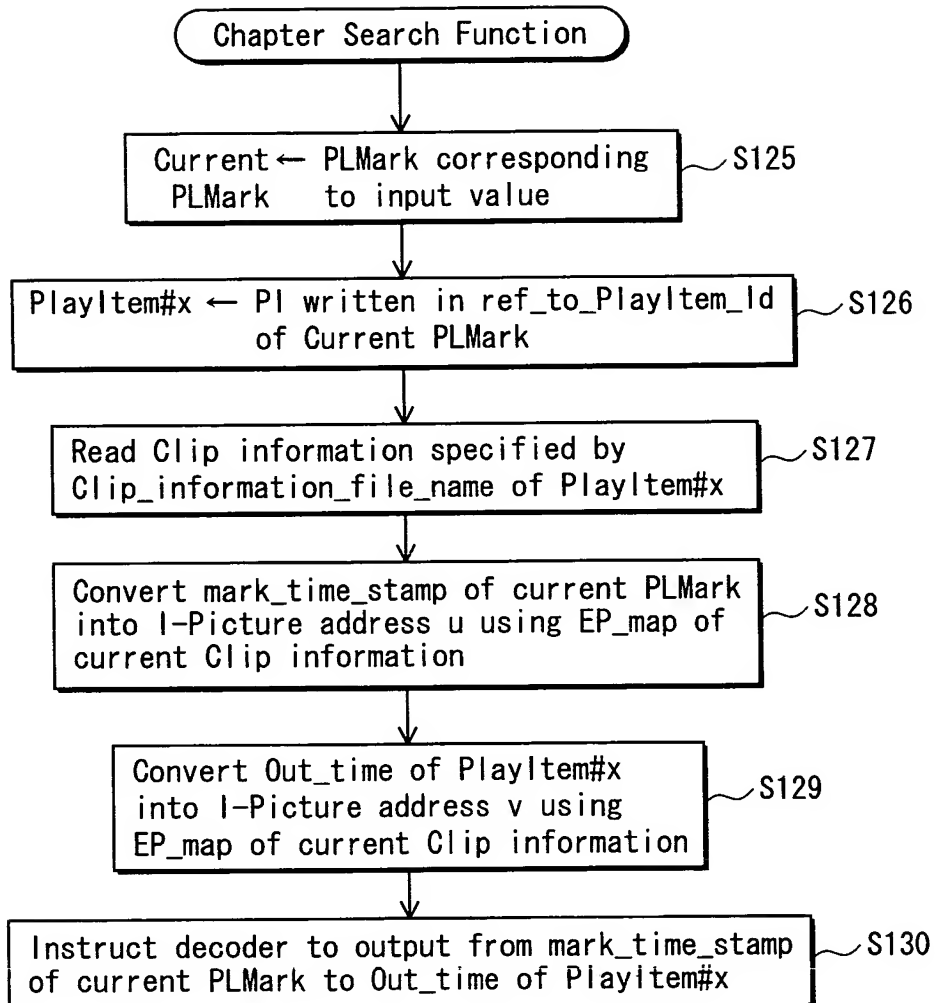 Chapter Search Function
Current ← PLMark corresponding
PLMark to input value
S125
PlayItem#x ← PI written in ref_to_PlayItem_Id
of Current PLMark
S126
Read Clip information specified by
Clip_information_file_name of PlayItem#x
S127
Convert mark_time_stamp of current PLMark
into I-Picture address u using EP_map of
current Clip information
S128
Convert Out_time of PlayItem#x
into I-Picture address v using
EP_map of current Clip information
S129
Instruct decoder to output from mark_time_stamp
of current PLMark to Out_time of PlayItem#x
S130